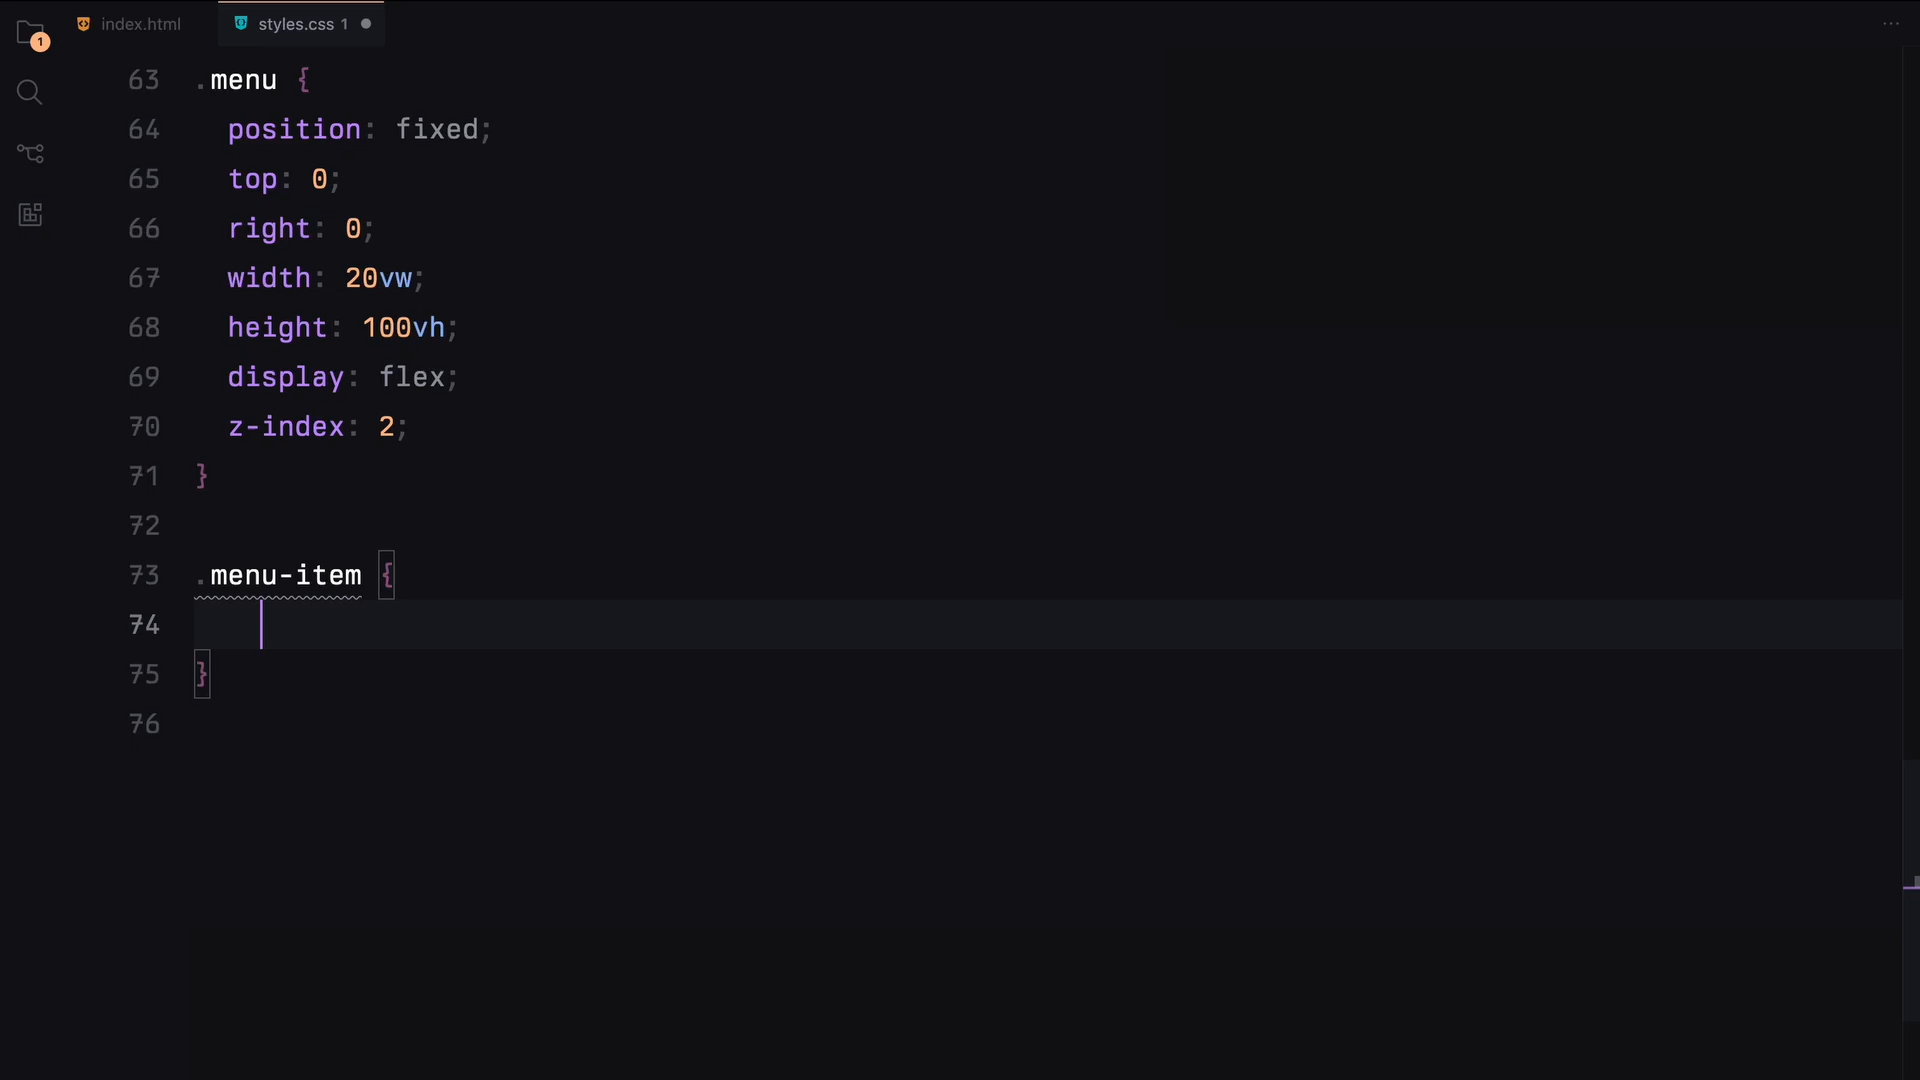 index.html
styles.css 1
1
63 .menu {
64 position: fixed;
65 top: 0;
66 right: 0;
67 width: 20vw;
68 height: 100vh;
69 display: flex;
70 z-index: 2;
71 }
72
73 .menu-item {
74
75 }
76